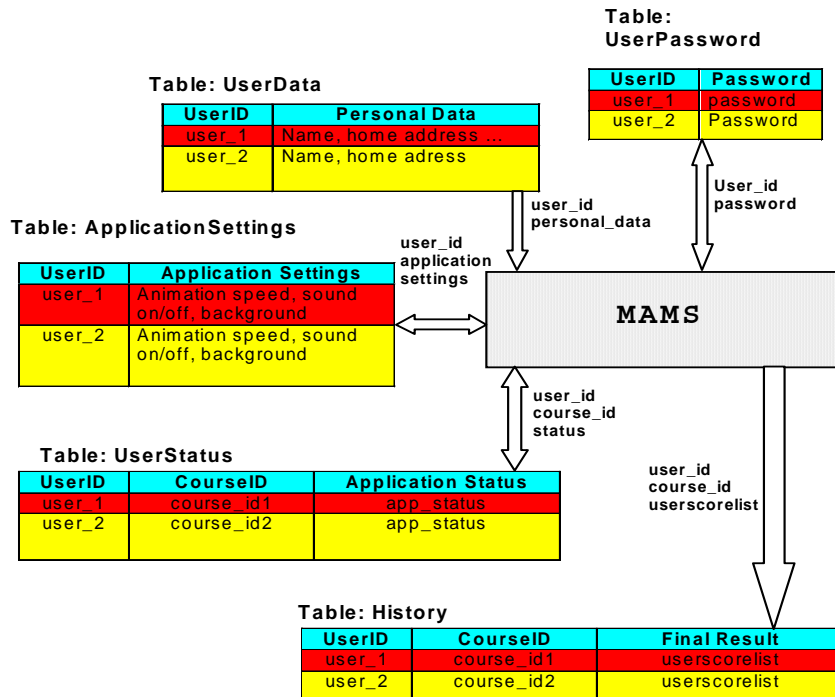 Table:
UserPassword
UserID Password
user_1 password
user_2 Password
Table: UserData
UserID Personal Data
user_1 Name, home address ...
user_2 Name, home adress
User_id
password
user_id
personal_data
Table: ApplicationSettings
user_id
application
settings
UserID Application Settings
user_1 Animation speed, sound
on/off, background
user_2 Animation speed, sound
on/off, background
MAMS
user_id
course_id
status
Table: UserStatus
UserID CourseID Application Status
user_1 course_id1 app_status
user_2 course_id2 app_status
user_id
course_id
userscorelist
Table: History
UserID CourseID Final Result
user_1 course_id1 userscorelist
user_2 course_id2 userscorelist